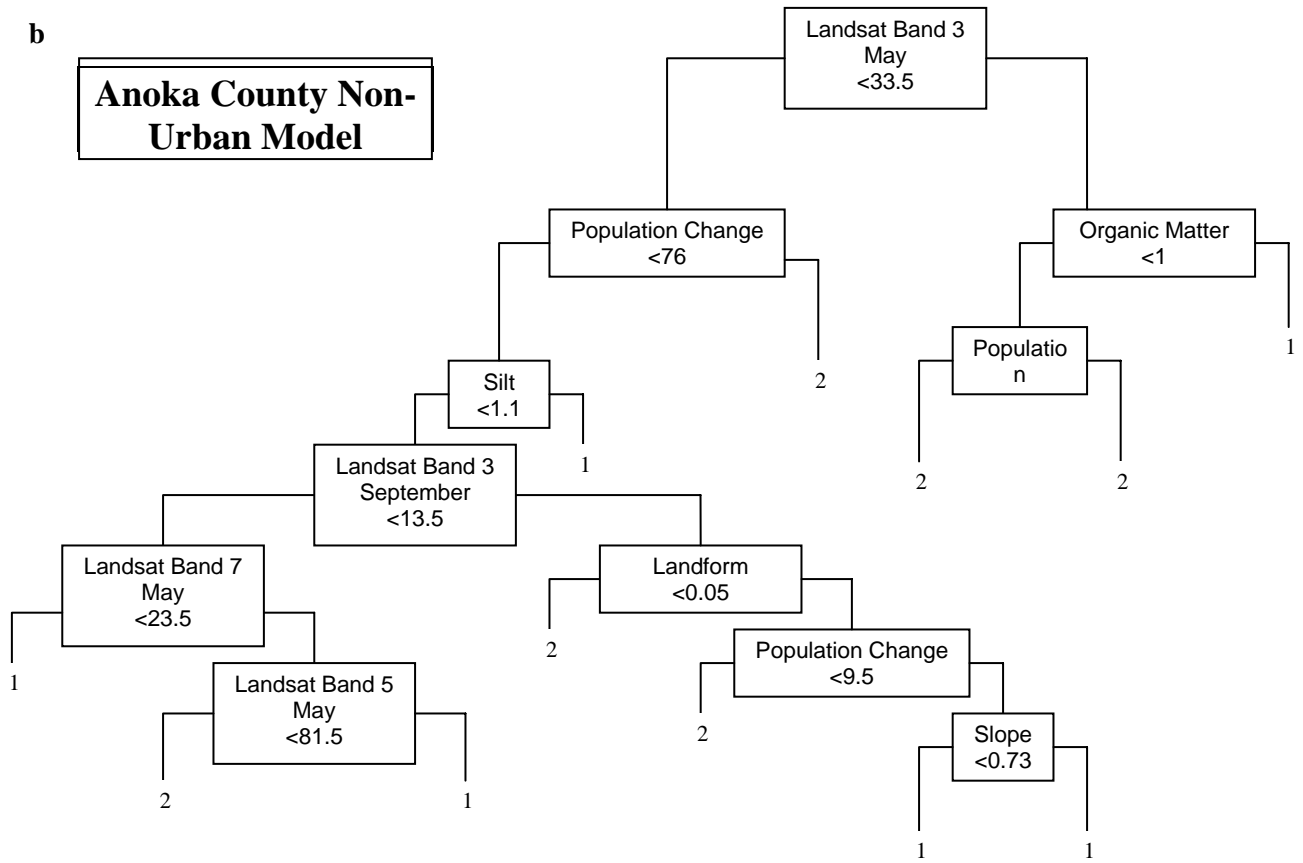 b
Anoka County Non-
Urban Model
Landsat Band 3
May
<33.5
Population Change
<76
Organic Matter
<1
Populatio
n
1
2
Silt
<1.1
2
2
1
Landsat Band 3
September
<13.5
Landsat Band 7
May
<23.5
Landform
<0.05
2
Population Change
<9.5
1
Landsat Band 5
May
<81.5
2
Slope
<0.73
2
1
1
1